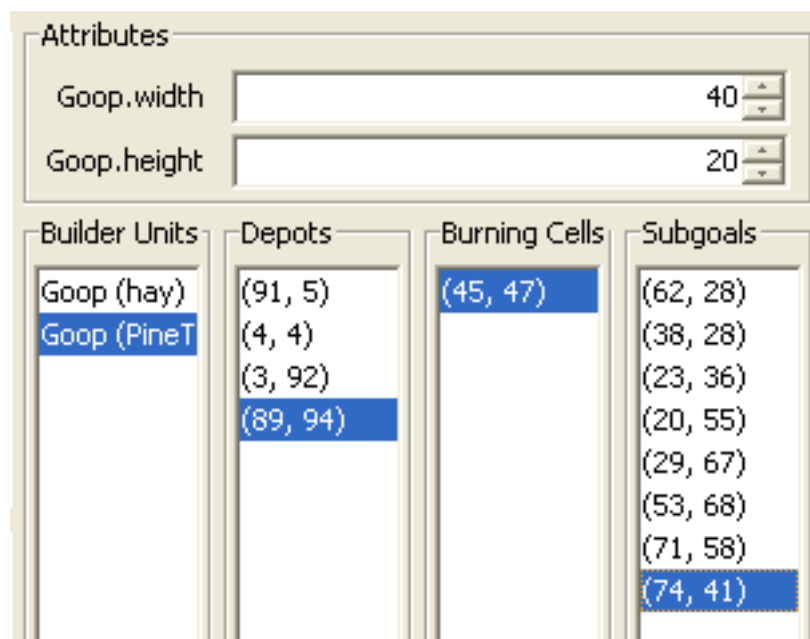 Attributes
Goop.width 40
Goop.height 20
Builder Units Depots Burning Cells Subgoals
Goop (hay) (91, 5) (45, 47) (62, 28)
Goop (PineT (4, 4) (38, 28)
(3, 92) (23, 36)
(89, 94) (20, 55)
(29, 67)
(53, 68)
(71, 58)
(74, 41)